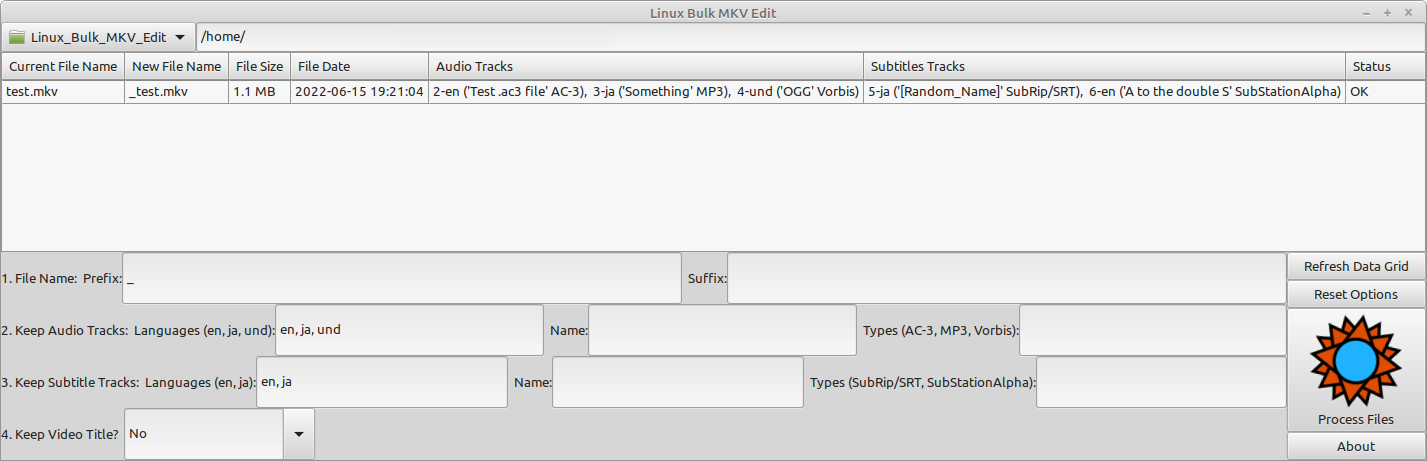 Linux Bulk MKV Edit
Linux_Bulk_MKV_Edit /home/
Current File Name New File Name File Size File Date Audio Tracks Subtitles Tracks Status
test.mkv _test.mkv 1.1 MB 2022-06-15 19:21:04 2-en ('Test .ac3 file' AC-3), 3-ja ('Something' MP3), 4-und ('OGG' Vorbis) 5-ja ('[Random_Name]' SubRip/SRT), 6-en ('A to the double S' SubStationAlpha) OK
1. File Name: Prefix: _ Suffix: Refresh Data Grid
Reset Options
2. Keep Audio Tracks: Languages (en, ja, und): en, ja, und Name: Types (AC-3, MP3, Vorbis):
3. Keep Subtitle Tracks: Languages (en, ja): en, ja Name: Types (SubRip/SRT, SubStationAlpha):
Process Files
4. Keep Video Title? No
About